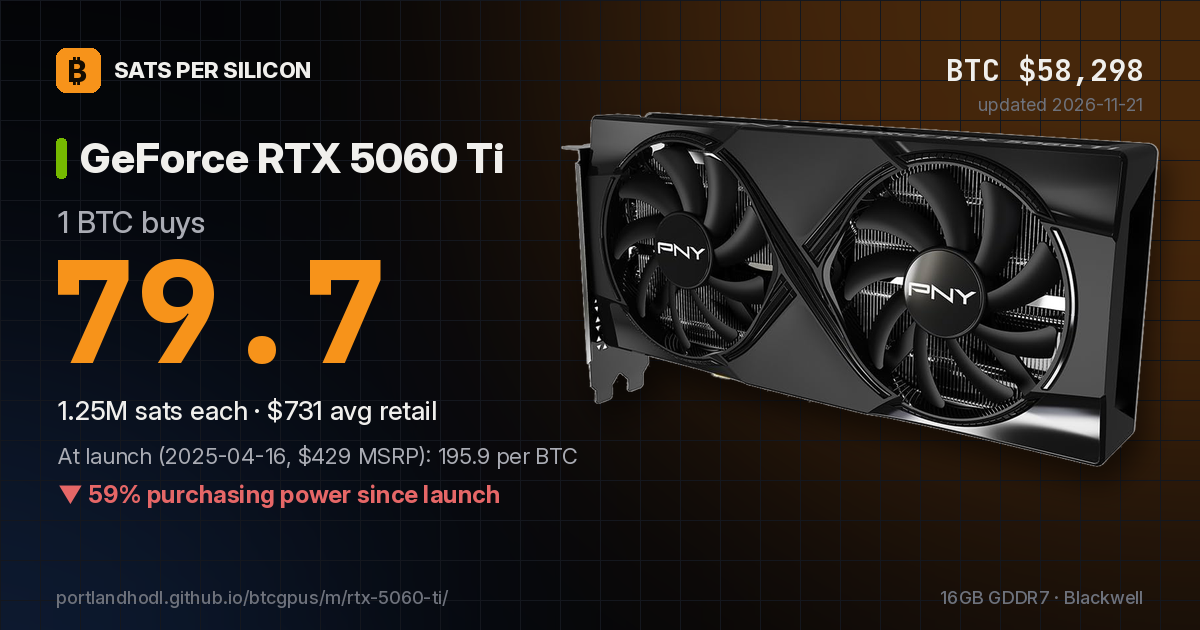 SATS PER SILICON
BTC $58,298
updated 2026-11-21
GeForce RTX 5060 Ti
1 BTC buys
79.7
1.25M sats each · $731 avg retail
At launch (2025-04-16, $429 MSRP): 195.9 per BTC
▼ 59% purchasing power since launch
PNY
PNY
portlandhodl.github.io/btcgpus/m/rtx-5060-ti/
16GB GDDR7 · Blackwell